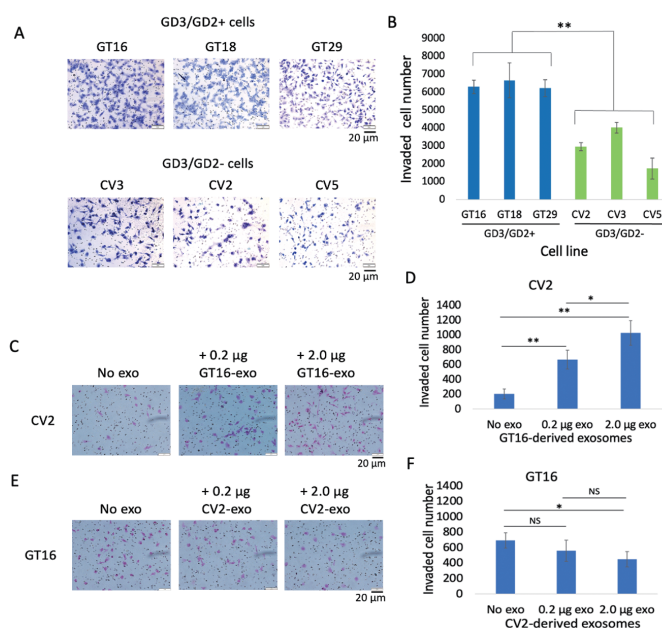 A
GD3/GD2+ cells
GT16 GT18 GT29
20 µm
GD3/GD2- cells
CV3 CV2 CV5
20 µm
B
**
Invaded cell number
9000
8000
7000
6000
5000
4000
3000
2000
1000
0
GT16 GT18 GT29 CV2 CV3 CV5
GD3/GD2+ GD3/GD2-
Cell line
C
No exo
+ 0.2 µg
GT16-exo
+ 2.0 µg
GT16-exo
CV2
20 µm
D
CV2
*
**
**
Invaded cell number
1400
1200
1000
800
600
400
200
0
No exo 0.2 µg exo 2.0 µg exo
GT16-derived exosomes
E
No exo
+ 0.2 µg
CV2-exo
+ 2.0 µg
CV2-exo
GT16
20 µm
F
GT16
NS
*
NS
Invaded cell number
1400
1200
1000
800
600
400
200
0
No exo 0.2 µg exo 2.0 µg exo
CV2-derived exosomes